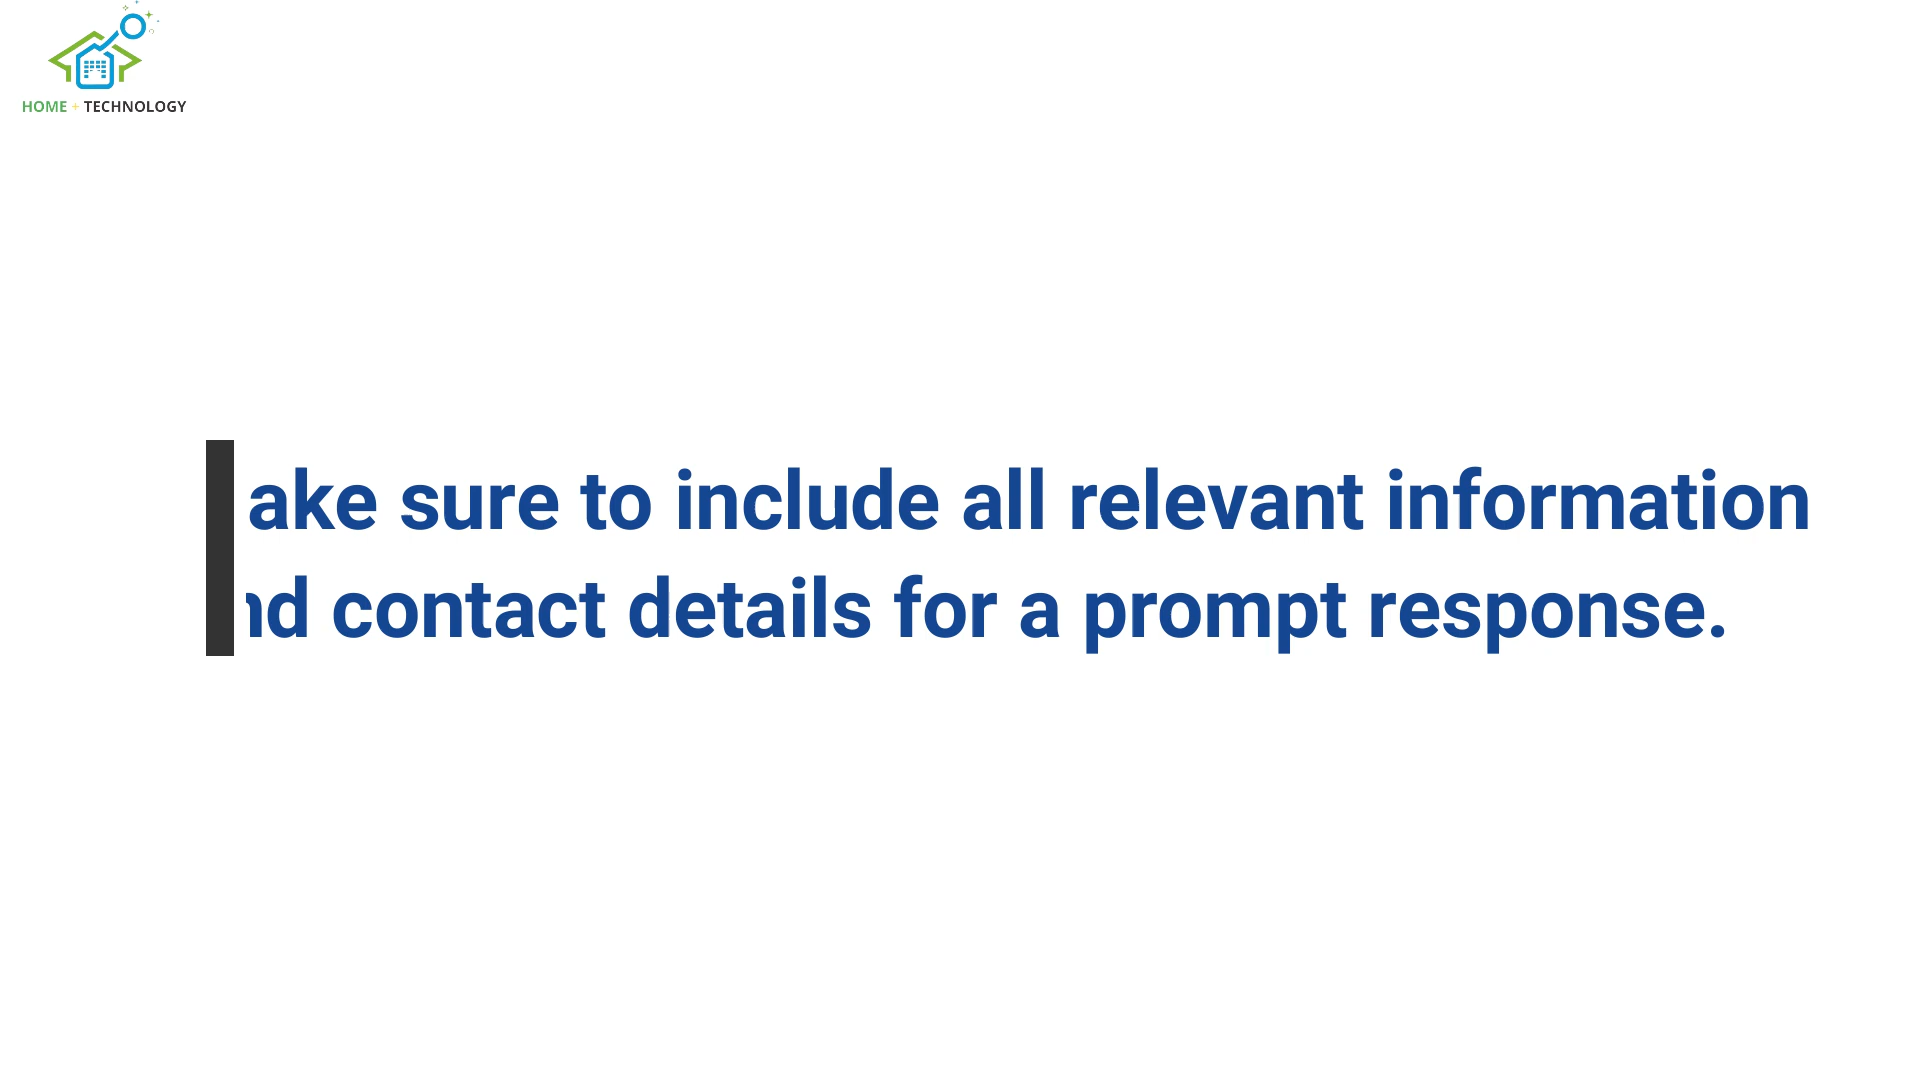 HOME + TECHNOLOGY
ake sure to include all relevant information
nd contact details for a prompt response.